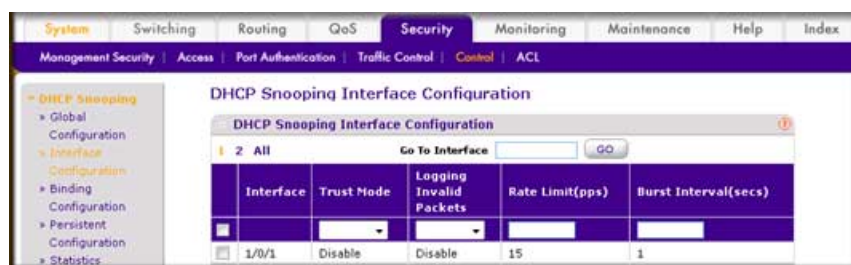 System Switching Routing QoS Security Monitoring Maintenance Help Index
Management Security | Access | Port Authentication | Traffic Control | Control | ACL
DHCP Snooping
» Global
Configuration
» Interface
Configuration
» Binding
Configuration
» Persistent
Configuration
» Statistics
DHCP Snooping Interface Configuration
DHCP Snooping Interface Configuration
1 2 All Go To Interface GO
Interface Trust Mode Logging Invalid Packets Rate Limit(pps) Burst Interval(secs)
1/0/1 Disable Disable 15 1